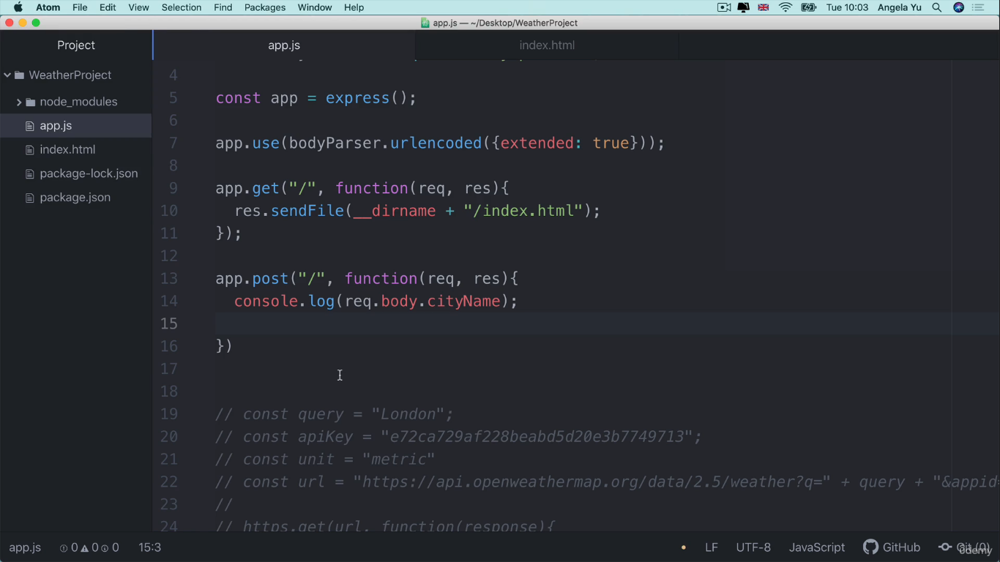 Atom File Edit View Selection Find Packages Window Help Tue 10:03 Angela Yu
app.js — ~/Desktop/WeatherProject
Project app.js index.html
WeatherProject
node_modules
app.js
index.html
package-lock.json
package.json
4
5 const app = express();
6
7 app.use(bodyParser.urlencoded({extended: true}));
8
9 app.get("/", function(req, res){
10 res.sendFile(__dirname + "/index.html");
11 });
12
13 app.post("/", function(req, res){
14 console.log(req.body.cityName);
15
16 })
17
18
19 // const query = "London";
20 // const apiKey = "e72ca729af228beabd5d20e3b7749713";
21 // const unit = "metric"
22 // const url = "https://api.openweathermap.org/data/2.5/weather?q=" + query + "&appid=
23 //
24 // https.get(url, function(response){
app.js 0 0 0 15:3 LF UTF-8 JavaScript GitHub Git (0)
udemy